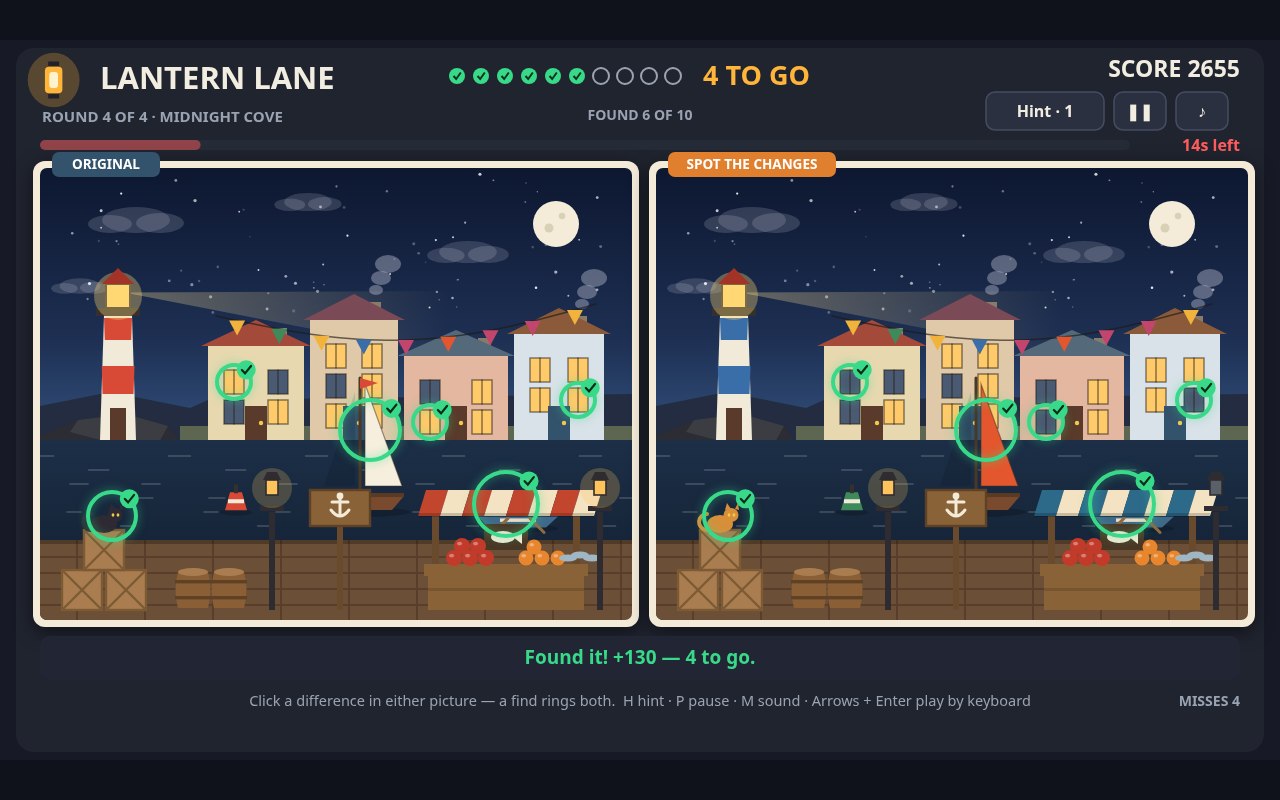 LANTERN LANE
4 TO GO
SCORE 2655
ROUND 4 OF 4 · MIDNIGHT COVE
FOUND 6 OF 10
Hint · 1
❚❚
♪
14s left
ORIGINAL
SPOT THE CHANGES
Found it! +130 — 4 to go.
Click a difference in either picture — a find rings both. H hint · P pause · M sound · Arrows + Enter play by keyboard
MISSES 4